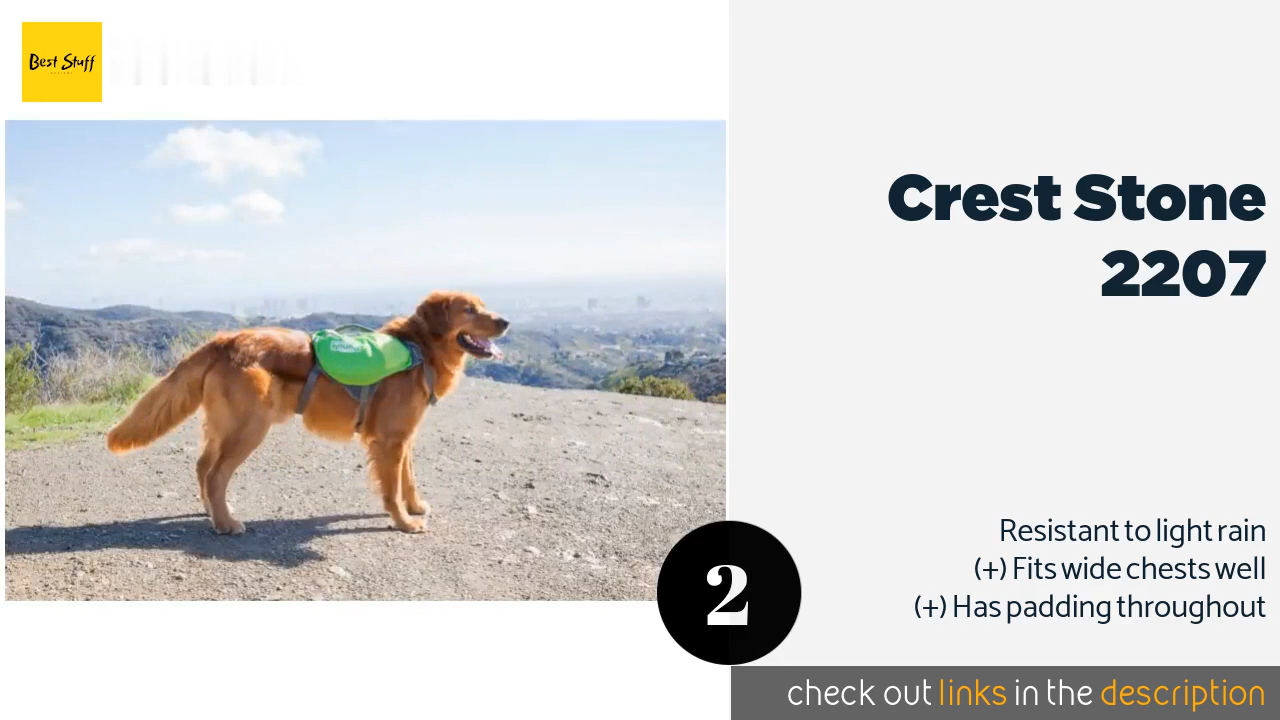 Best Stuff
Crest Stone
2207
Resistant to light rain
(+) Fits wide chests well
(+) Has padding throughout
2
check out links in the description